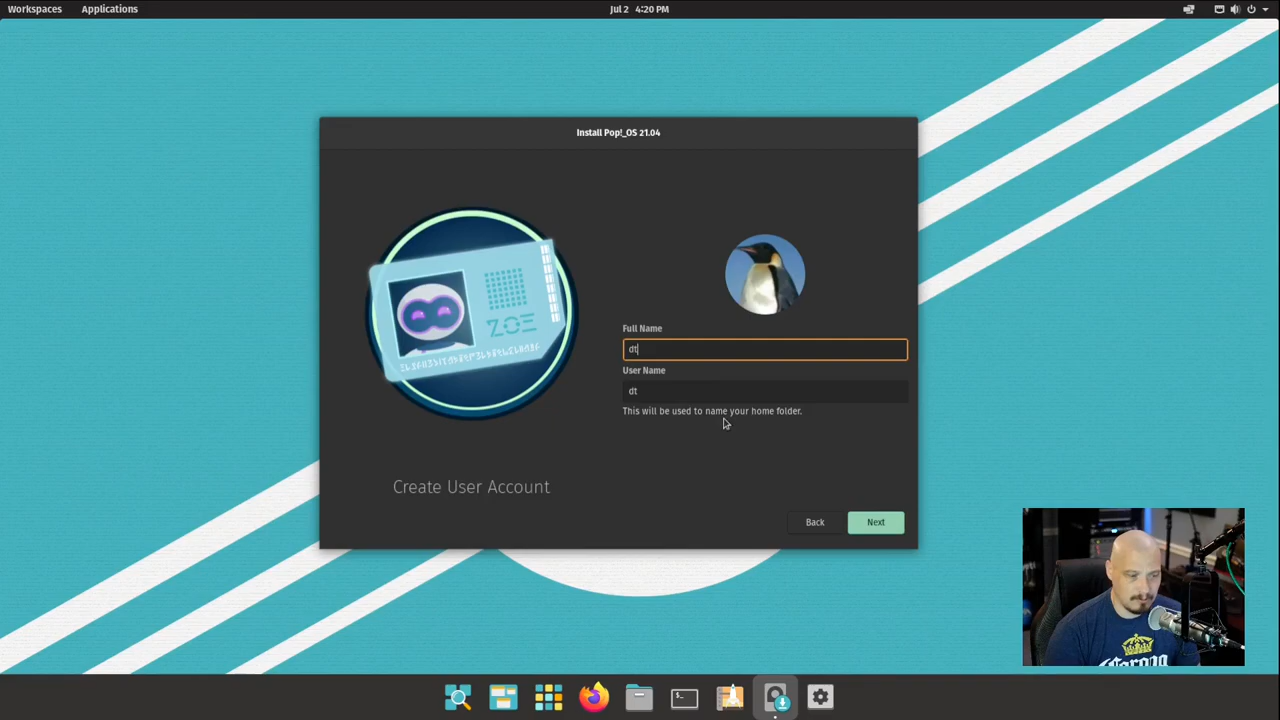 Workspaces Applications Jul 2 4:20 PM
Install Pop!_OS 21.04
ZOE
Full Name
dt
User Name
dt
This will be used to name your home folder.
Create User Account
Back Next